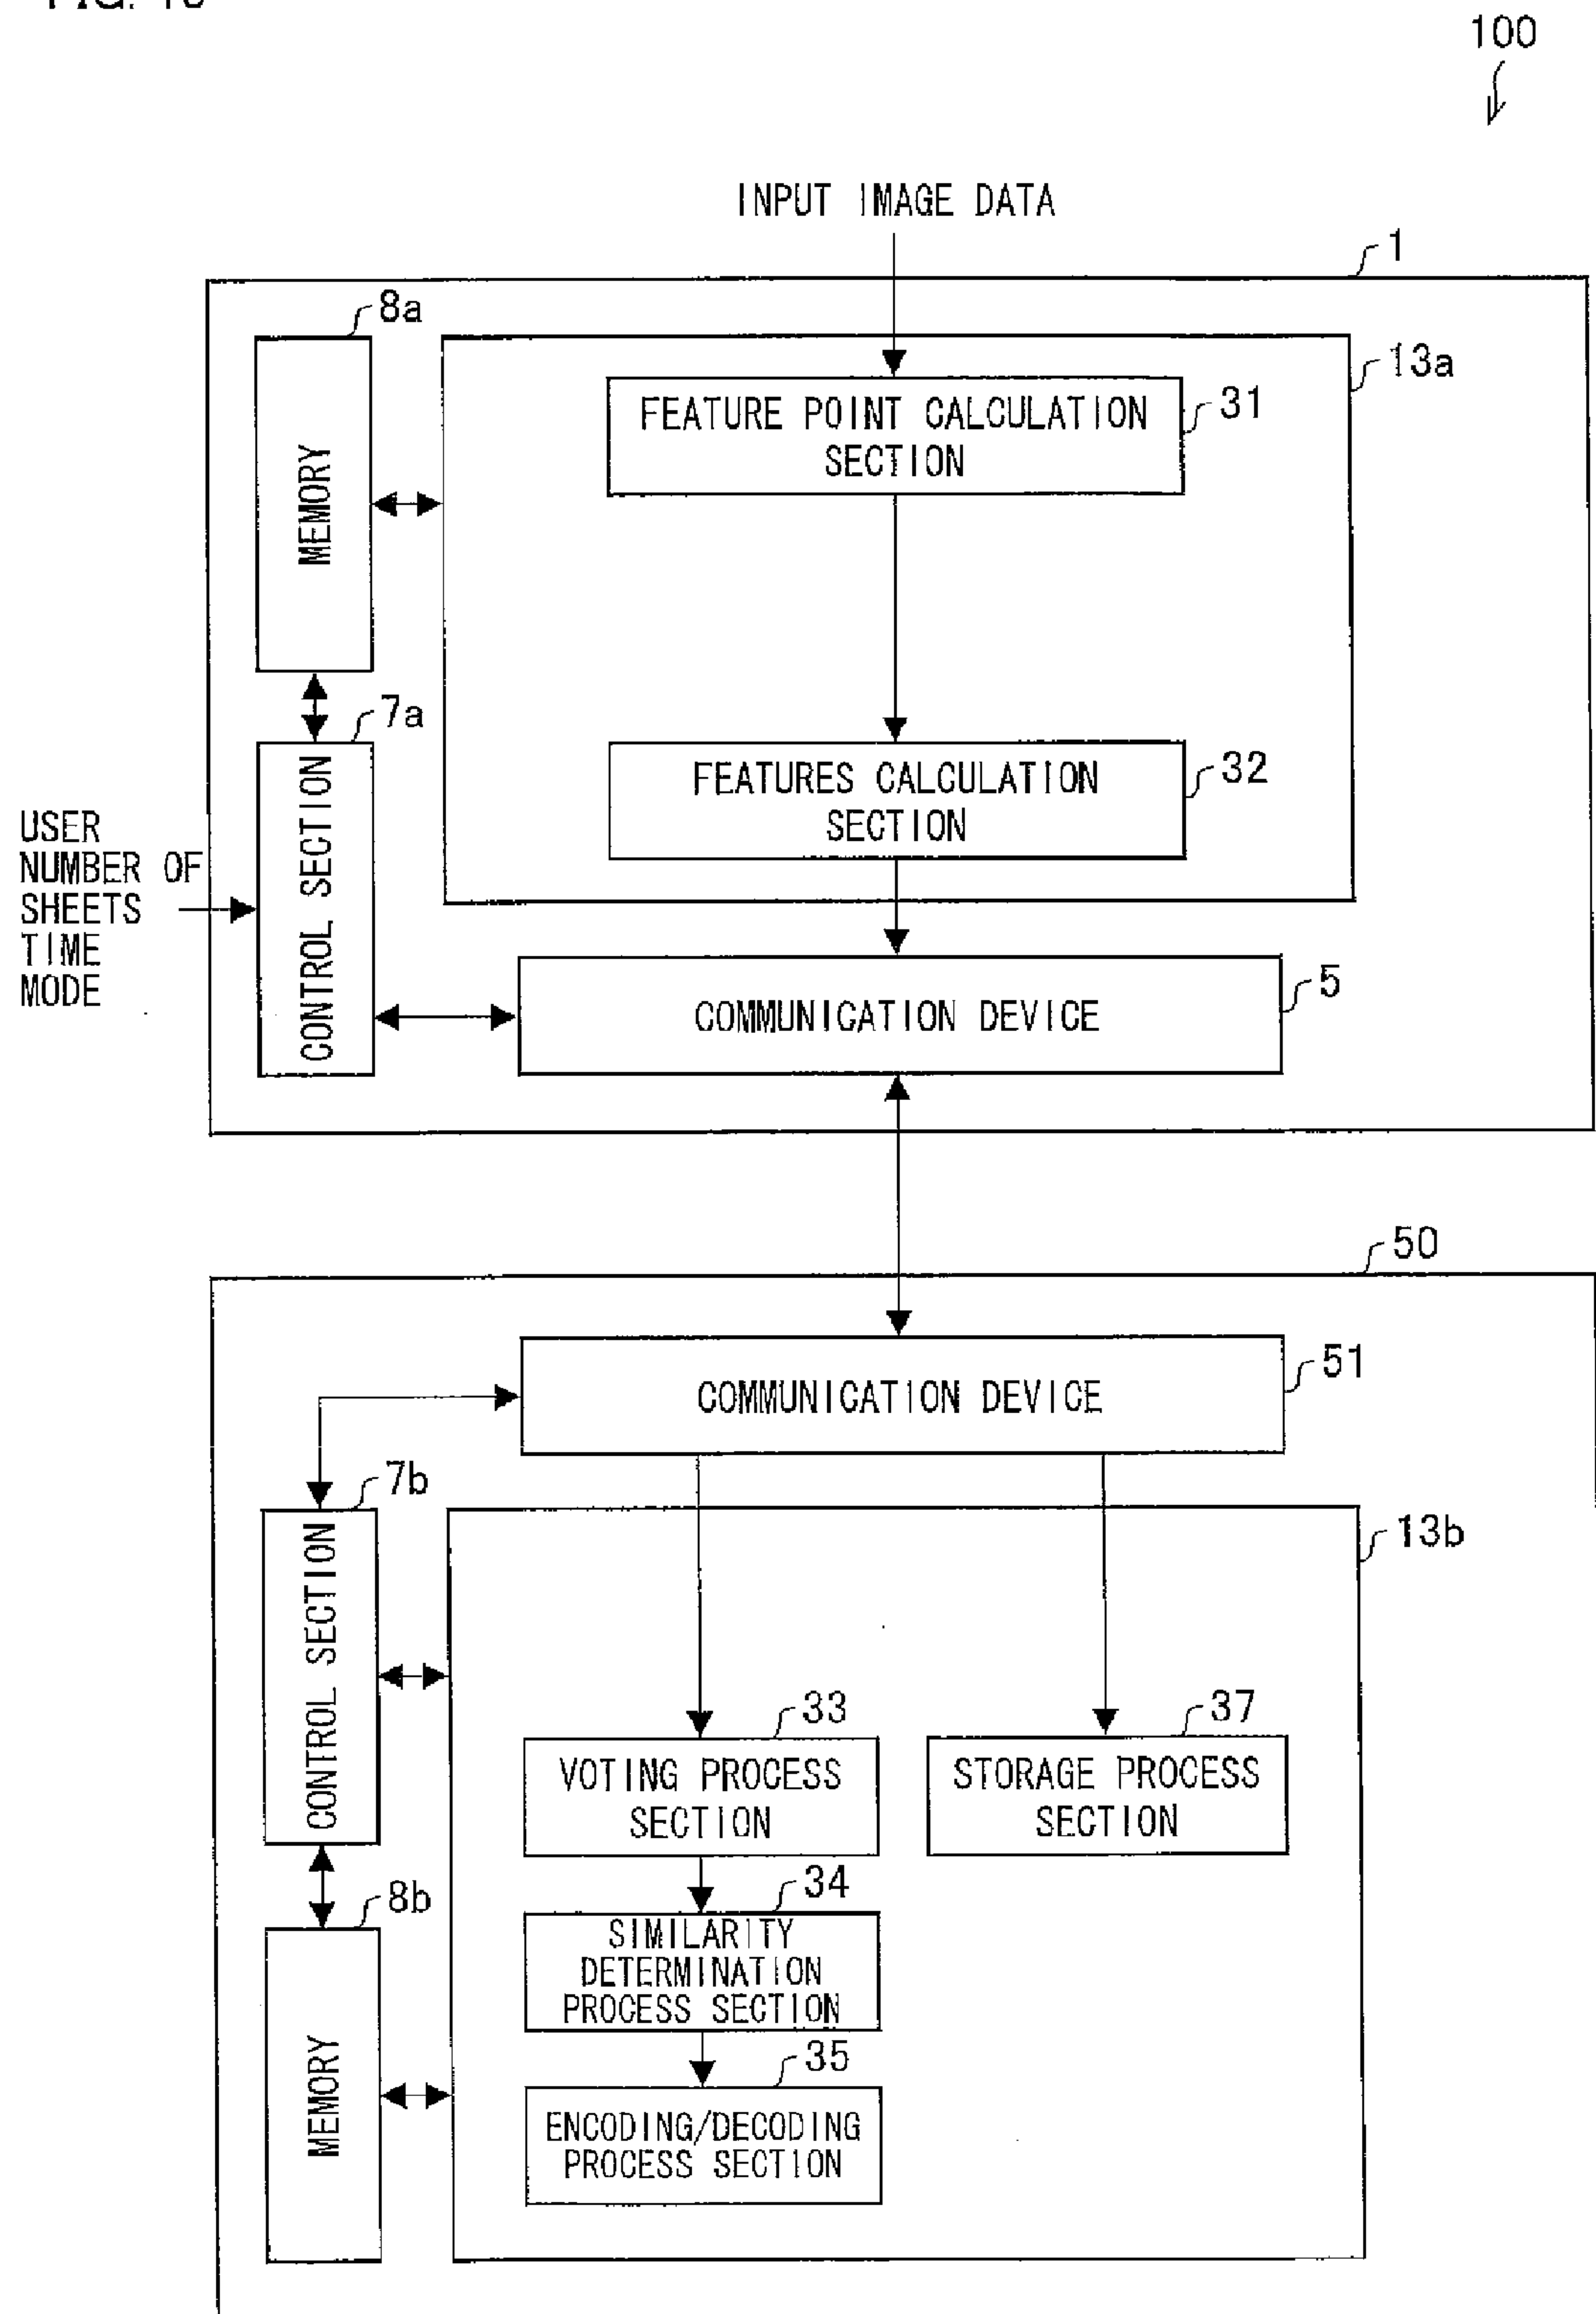 100
INPUT IMAGE DATA
1
8a
13a
MEMORY
FEATURE POINT CALCULATION
SECTION
31
7a
CONTROL SECTION
FEATURES CALCULATION
SECTION
32
USER
NUMBER OF
SHEETS
TIME
MODE
COMMUNICATION DEVICE
5
50
COMMUNICATION DEVICE
51
7b
CONTROL SECTION
13b
33
VOTING PROCESS
SECTION
37
STORAGE PROCESS
SECTION
8b
MEMORY
34
SIMILARITY
DETERMINATION
PROCESS SECTION
35
ENCODING/DECODING
PROCESS SECTION